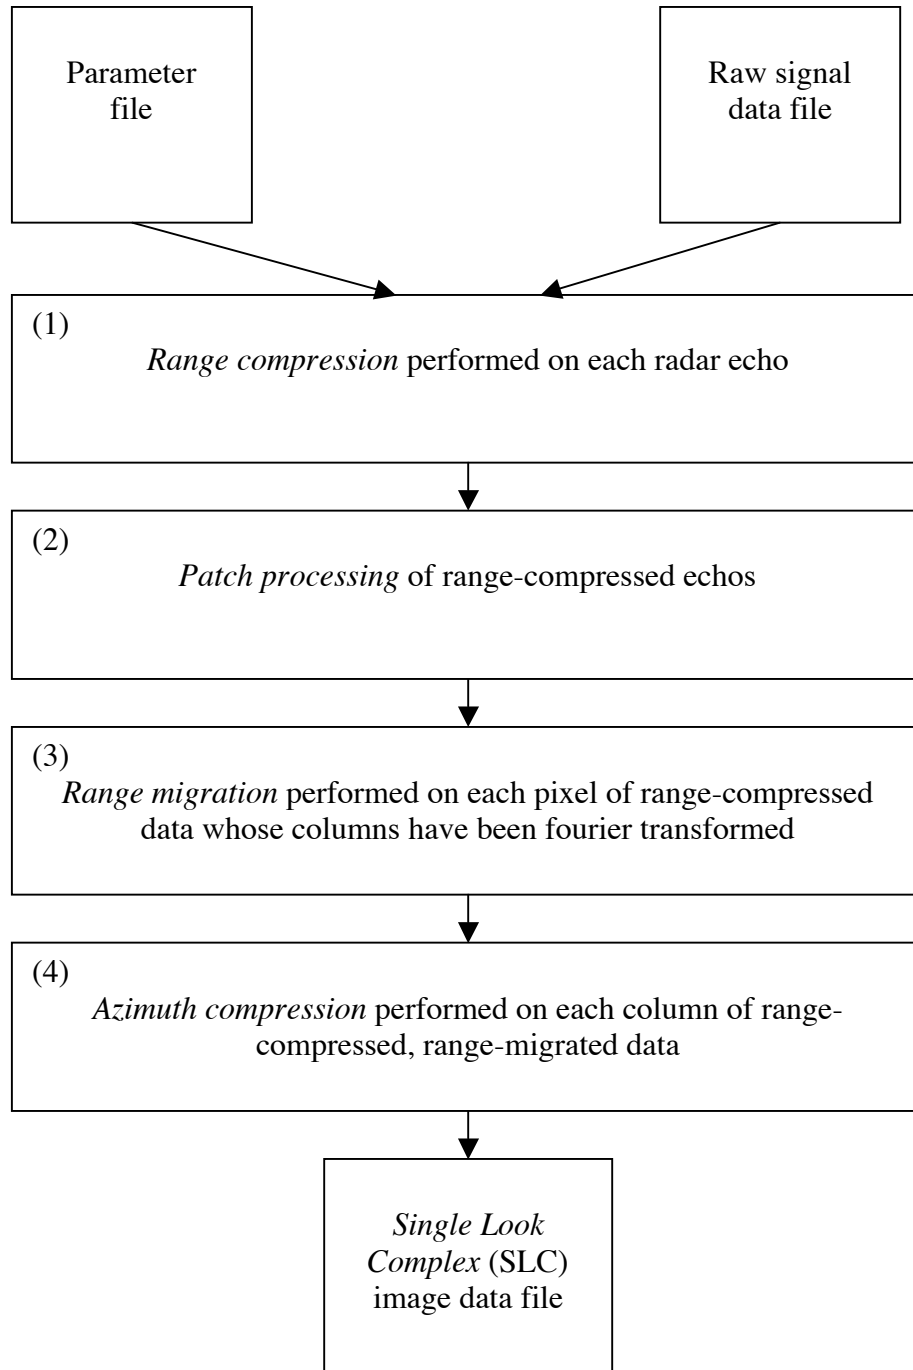 Parameter
file
Raw signal
data file
(1)
Range compression performed on each radar echo
(2)
Patch processing of range-compressed echos
(3)
Range migration performed on each pixel of range-compressed
data whose columns have been fourier transformed
(4)
Azimuth compression performed on each column of range-
compressed, range-migrated data
Single Look
Complex (SLC)
image data file